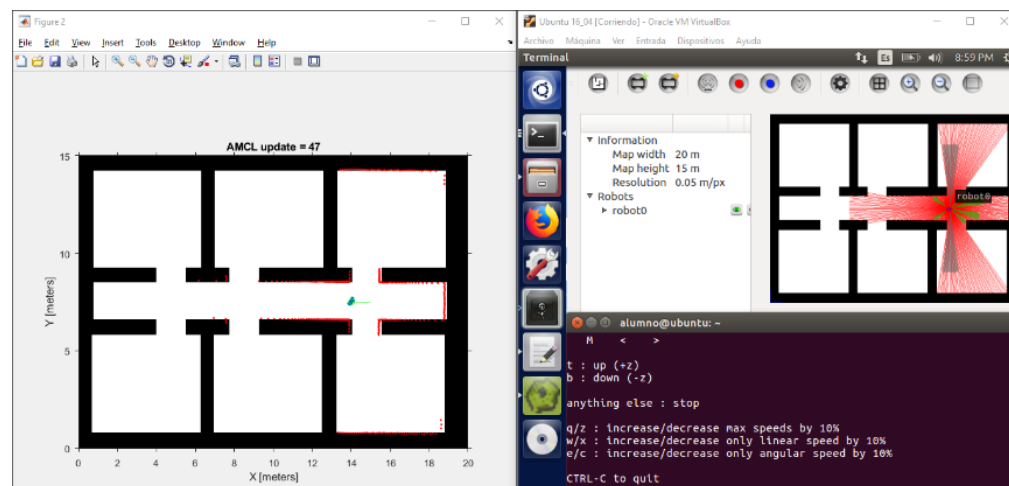 Figure 2
File Edit View Insert Tools Desktop Window Help
AMCL update = 47
15
10
5
0
Y [meters]
0 2 4 6 8 10 12 14 16 18 20
X [meters]
Ubuntu 16_04 [Corriendo] - Oracle VM VirtualBox
Archivo Máquina Ver Entrada Dispositivos Ayuda
Terminal Es 8:59 PM
Information
Map width 20 m
Map height 15 m
Resolution 0.05 m/px
Robots
robot0
robot0
alumno@ubuntu: ~
M < >
t : up (+z)
b : down (-z)
anything else : stop
q/z : increase/decrease max speeds by 10%
w/x : increase/decrease only linear speed by 10%
e/c : increase/decrease only angular speed by 10%
CTRL-C to quit